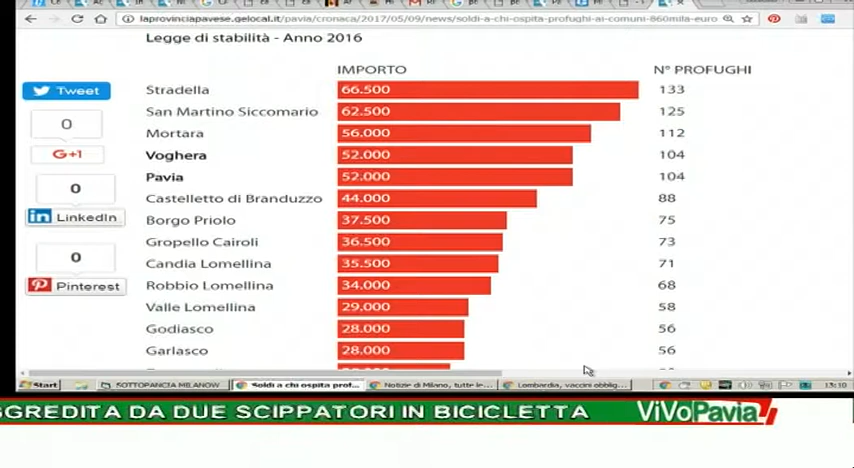 laprovinciapavese.gelocal.it/pavia/cronaca/2017/05/09/news/soldi-a-chi-ospita-profughi-ai-comuni-860mila-euro
Legge di stabilità - Anno 2016
IMPORTO N° PROFUGHI
Tweet
Stradella 66.500 133
San Martino Siccomario 62.500 125
0
Mortara 56.000 112
G+1
Voghera 52.000 104
Pavia 52.000 104
0
Castelletto di Branduzzo 44.000 88
in LinkedIn
Borgo Priolo 37.500 75
Gropello Cairoli 36.500 73
0
Candia Lomellina 35.500 71
Pinterest
Robbio Lomellina 34.000 68
Valle Lomellina 29.000 58
Godiasco 28.000 56
Garlasco 28.000 56
Start SOTTOPANCIA MILANOW Soldi a chi ospita prof... Notizie di Milano, tutte le... Lombardia, vaccini obblig... 13:10
GGREDITA DA DUE SCIPPATORI IN BICICLETTA ViVoPavia